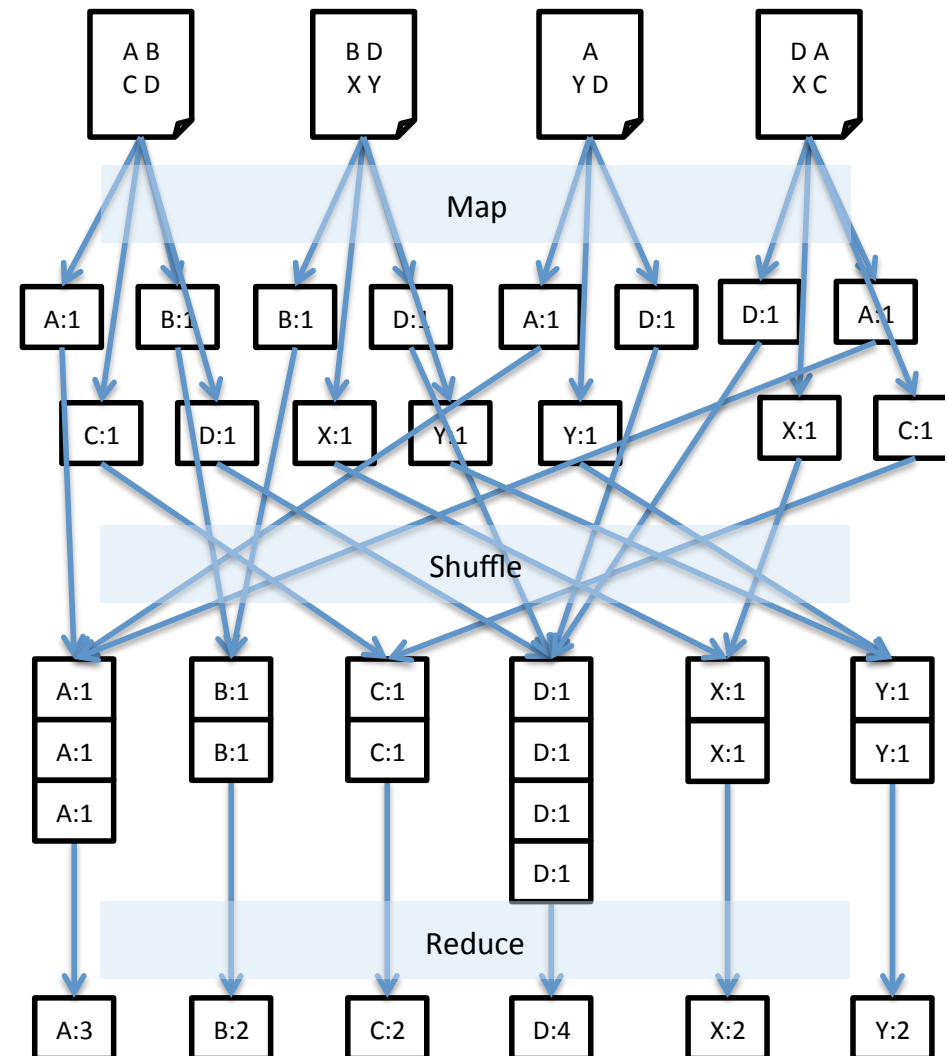 A B
C D
B D
X Y
A
Y D
D A
X C
Map
A:1
B:1
B:1
D:1
A:1
D:1
D:1
A:1
C:1
D:1
X:1
Y:1
Y:1
X:1
C:1
Shuffle
A:1
B:1
C:1
D:1
X:1
Y:1
A:1
B:1
C:1
D:1
X:1
Y:1
A:1
D:1
D:1
Reduce
A:3
B:2
C:2
D:4
X:2
Y:2